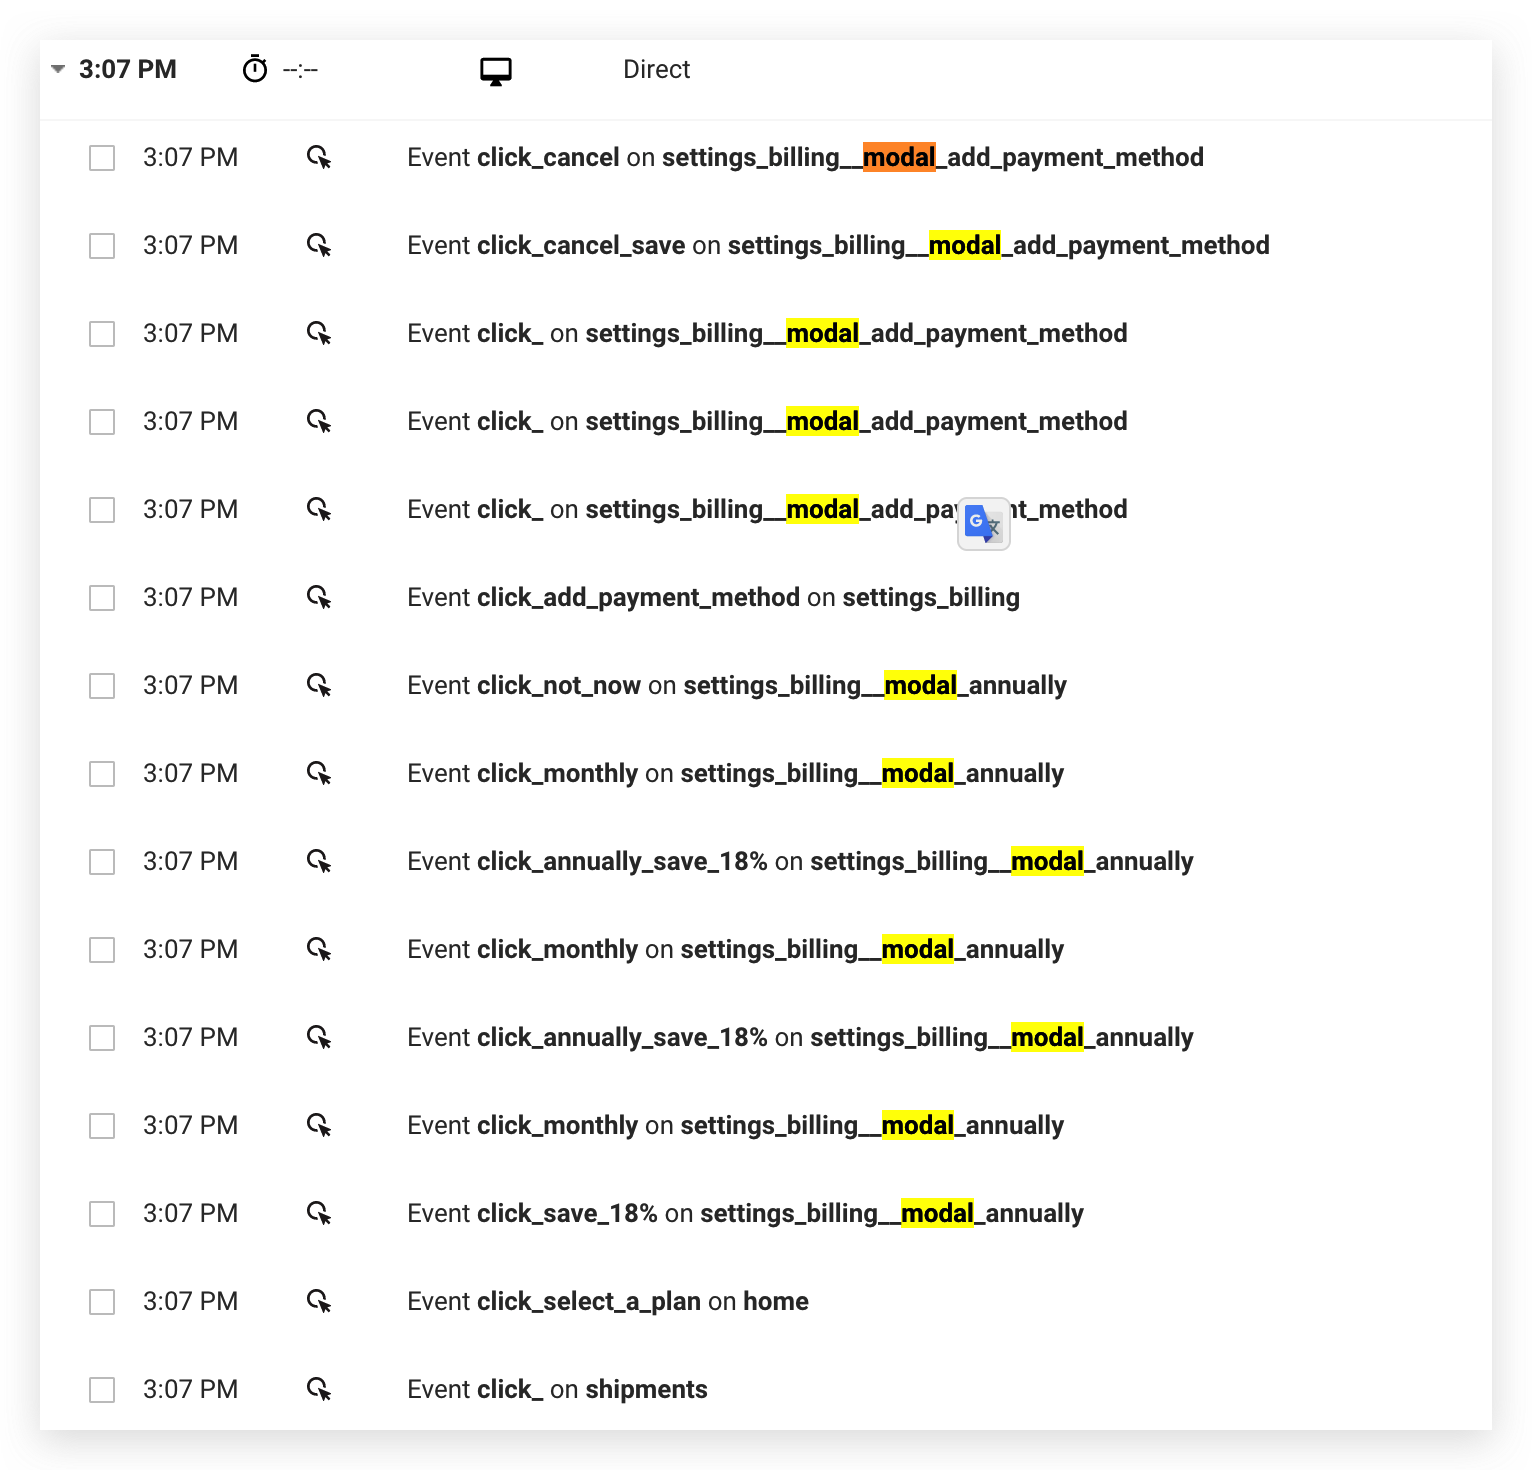 3:07 PM --:-- Direct
3:07 PM Event click_cancel on settings_billing__modal_add_payment_method
3:07 PM Event click_cancel_save on settings_billing__modal_add_payment_method
3:07 PM Event click_ on settings_billing__modal_add_payment_method
3:07 PM Event click_ on settings_billing__modal_add_payment_method
3:07 PM Event click_ on settings_billing__modal_add_payment_method
3:07 PM Event click_add_payment_method on settings_billing
3:07 PM Event click_not_now on settings_billing__modal_annually
3:07 PM Event click_monthly on settings_billing__modal_annually
3:07 PM Event click_annually_save_18% on settings_billing__modal_annually
3:07 PM Event click_monthly on settings_billing__modal_annually
3:07 PM Event click_annually_save_18% on settings_billing__modal_annually
3:07 PM Event click_monthly on settings_billing__modal_annually
3:07 PM Event click_save_18% on settings_billing__modal_annually
3:07 PM Event click_select_a_plan on home
3:07 PM Event click_ on shipments